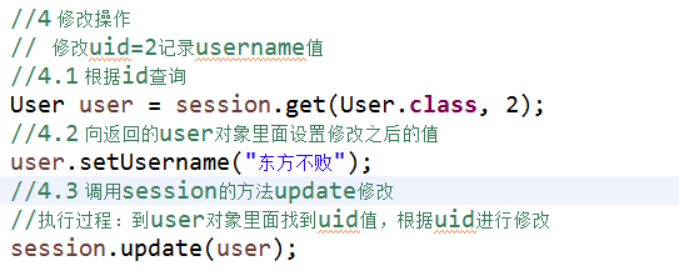 //4 修改操作
// 修改uid=2记录username值
//4.1 根据id查询
User user = session.get(User.class, 2);
//4.2 向返回的user对象里面设置修改之后的值
user.setUsername("东方不败");
//4.3 调用session的方法update修改
//执行过程：到user对象里面找到uid值，根据uid进行修改
session.update(user);